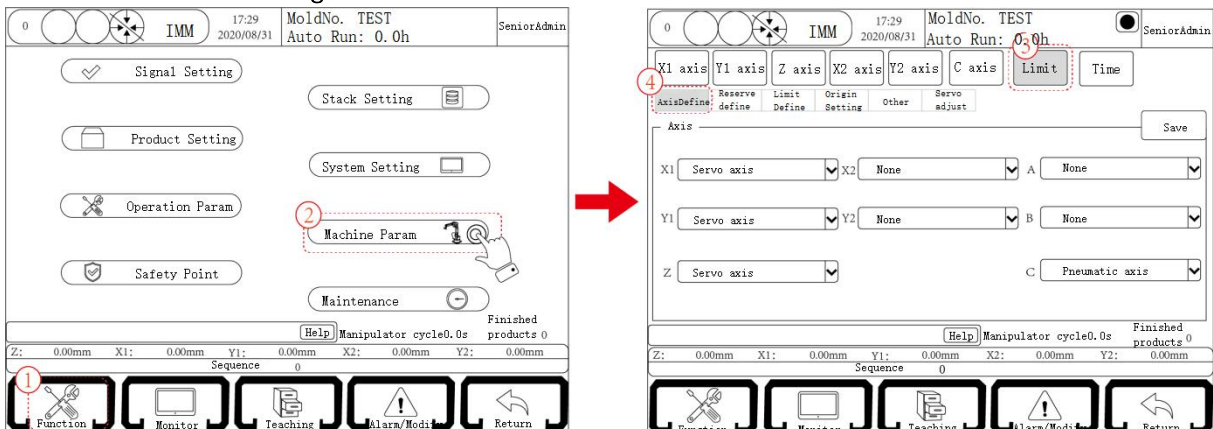 0 IMM 17:29 2020/08/31 MoldNo. TEST Auto Run: 0.0h SeniorAdmin
Signal Setting
Stack Setting
Product Setting
System Setting
Operation Param
2
Machine Param
Safety Point
Maintenance
Help Manipulator cycle0.0s Finished products 0
Z: 0.00mm X1: 0.00mm Y1: 0.00mm X2: 0.00mm Y2: 0.00mm
Sequence 0
1
Function Monitor Teaching Alarm/Modify Return
0 IMM 17:29 2020/08/31 MoldNo. TEST Auto Run: 0.0h SeniorAdmin
3
X1 axis Y1 axis Z axis X2 axis Y2 axis C axis Limit Time
4
AxisDefine Reserve define Limit Define Origin Setting Other Servo adjust
Axis
Save
X1 Servo axis X2 None A None
Y1 Servo axis Y2 None B None
Z Servo axis C Pneumatic axis
Help Manipulator cycle0.0s Finished products 0
Z: 0.00mm X1: 0.00mm Y1: 0.00mm X2: 0.00mm Y2: 0.00mm
Sequence 0
Function Monitor Teaching Alarm/Modify Return